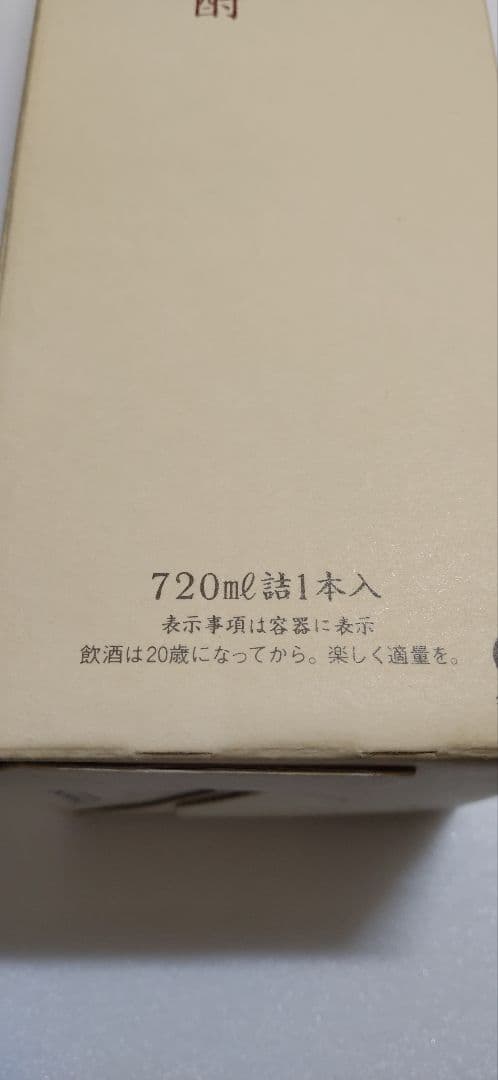 酎
720mℓ詰1本入
表示事項は容器に表示
飲酒は20歳になってから。楽しく適量を。